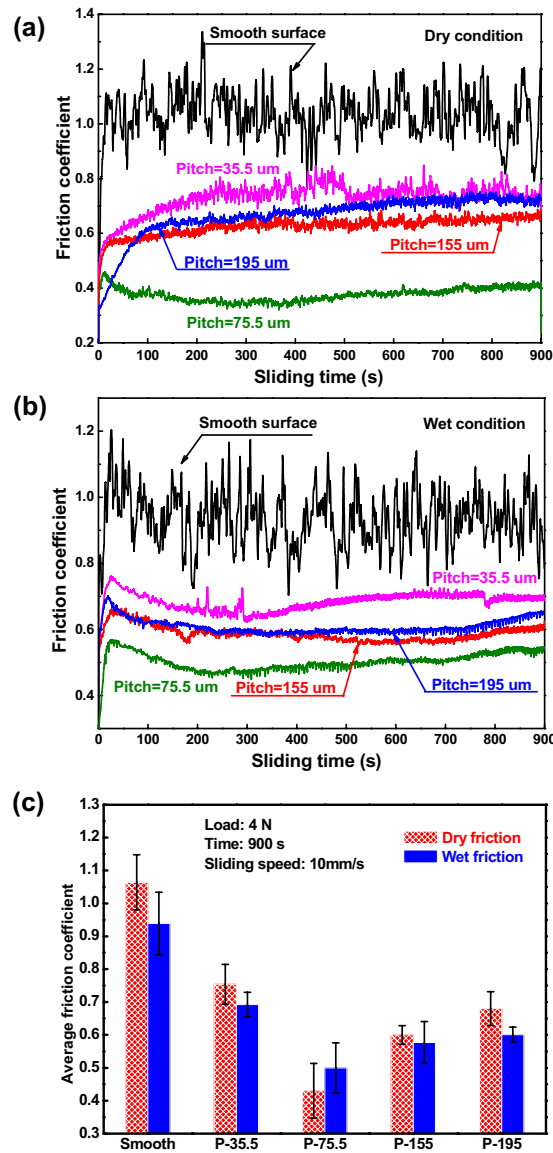 (a)
1.4
1.2
1.0
0.8
0.6
0.4
0.2
Friction coefficient
Smooth surface
Dry condition
Pitch=35.5 um
Pitch=155 um
Pitch=195 um
Pitch=75.5 um
0 100 200 300 400 500 600 700 800 900
Sliding time (s)
(b)
1.2
1.0
0.8
0.6
0.4
Friction coefficient
Smooth surface
Wet condition
Pitch=35.5 um
Pitch=75.5 um
Pitch=155 um
Pitch=195 um
0 100 200 300 400 500 600 700 800 900
Sliding time (s)
(c)
1.3
1.2
1.1
1.0
0.9
0.8
0.7
0.6
0.5
0.4
0.3
Average friction coefficient
Load: 4 N
Time: 900 s
Sliding speed: 10mm/s
Dry friction
Wet friction
Smooth P-35.5 P-75.5 P-155 P-195